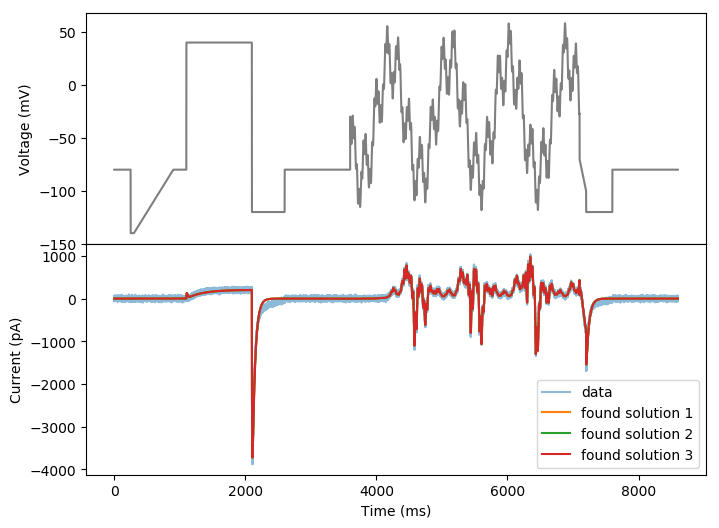 50
0
−50
−100
−150
Voltage (mV)
1000
0
−1000
−2000
−3000
−4000
Current (pA)
data
found solution 1
found solution 2
found solution 3
0 2000 4000 6000 8000
Time (ms)